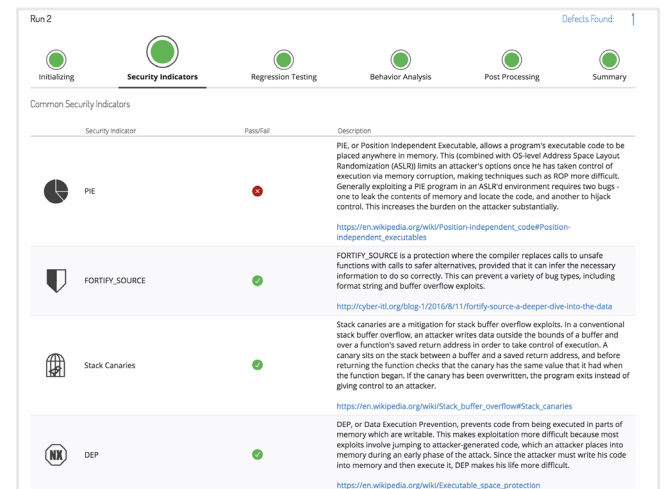 Run 2
Defects Found: 1
Initializing
Security Indicators
Regression Testing
Behavior Analysis
Post Processing
Summary
Common Security Indicators
Security Indicator
Pass/Fail
Description
PIE
PIE, or Position Independent Executable, allows a program's executable code to be
placed anywhere in memory. This (combined with OS-level Address Space Layout
Randomization (ASLR)) limits an attacker's options once he has taken control of
execution via memory corruption, making techniques such as ROP more difficult.
Generally exploiting a PIE program in an ASLR'd environment requires two bugs -
one to leak the contents of memory and locate the code, and another to hijack
control. This increases the burden on the attacker substantially.
https://en.wikipedia.org/wiki/Position-independent_code#Position-
independent_executables
FORTIFY_SOURCE
FORTIFY_SOURCE is a protection where the compiler replaces calls to unsafe
functions with calls to safer alternatives, provided that it can infer the necessary
information to do so correctly. This can prevent a variety of bug types, including
format string and buffer overflow exploits.
http://cyber-itl.org/blog-1/2016/8/11/fortify-source-a-deeper-dive-into-the-data
Stack Canaries
Stack canaries are a mitigation for stack buffer overflow exploits. In a conventional
stack buffer overflow, an attacker writes data outside the bounds of a buffer and
over a function's saved return address in order to take control of execution. A
canary sits on the stack between a buffer and a saved return address, and before
returning the function checks that the canary has the same value that it had when
the function began. If the canary has been overwritten, the program exits instead of
giving control to an attacker.
https://en.wikipedia.org/wiki/Stack_buffer_overflow#Stack_canaries
NX
DEP
DEP, or Data Execution Prevention, prevents code from being executed in parts of
memory which are writable. This makes exploitation more difficult because most
exploits involve jumping to attacker-generated code, which an attacker places into
memory during an early phase of the attack. Since the attacker must write his code
into memory and then execute it, DEP makes his life more difficult.
https://en.wikipedia.org/wiki/Executable_space_protection